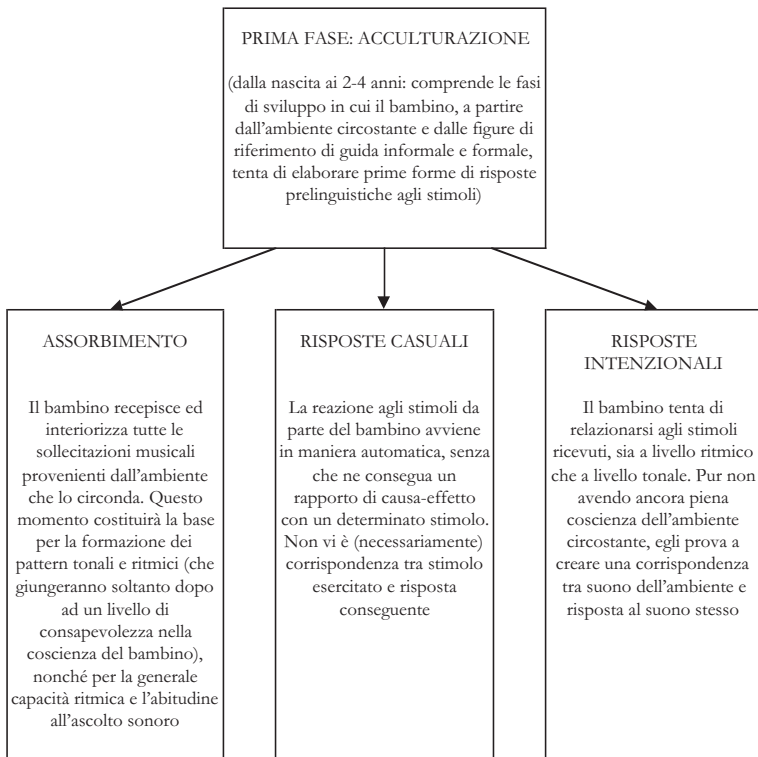 PRIMA FASE: ACCULTURAZIONE
(dalla nascita ai 2-4 anni: comprende le fasi
di sviluppo in cui il bambino, a partire
dall’ambiente circostante e dalle figure di
riferimento di guida informale e formale,
tenta di elaborare prime forme di risposte
prelinguistiche agli stimoli)
ASSORBIMENTO
Il bambino recepisce ed
interiorizza tutte le
sollecitazioni musicali
provenienti dall’ambiente
che lo circonda. Questo
momento costituirà la base
per la formazione dei
pattern tonali e ritmici (che
giungeranno soltanto dopo
ad un livello di
consapevolezza nella
coscienza del bambino),
nonché per la generale
capacità ritmica e l’abitudine
all’ascolto sonoro
RISPOSTE CASUALI
La reazione agli stimoli da
parte del bambino avviene
in maniera automatica, senza
che ne consegua un
rapporto di causa-effetto
con un determinato stimolo.
Non vi è (necessariamente)
corrispondenza tra stimolo
esercitato e risposta
conseguente
RISPOSTE
INTENZIONALI
Il bambino tenta di
relazionarsi agli stimoli
ricevuti, sia a livello ritmico
che a livello tonale. Pur non
avendo ancora piena
coscienza dell’ambiente
circostante, egli prova a
creare una corrispondenza
tra suono dell’ambiente e
risposta al suono stesso